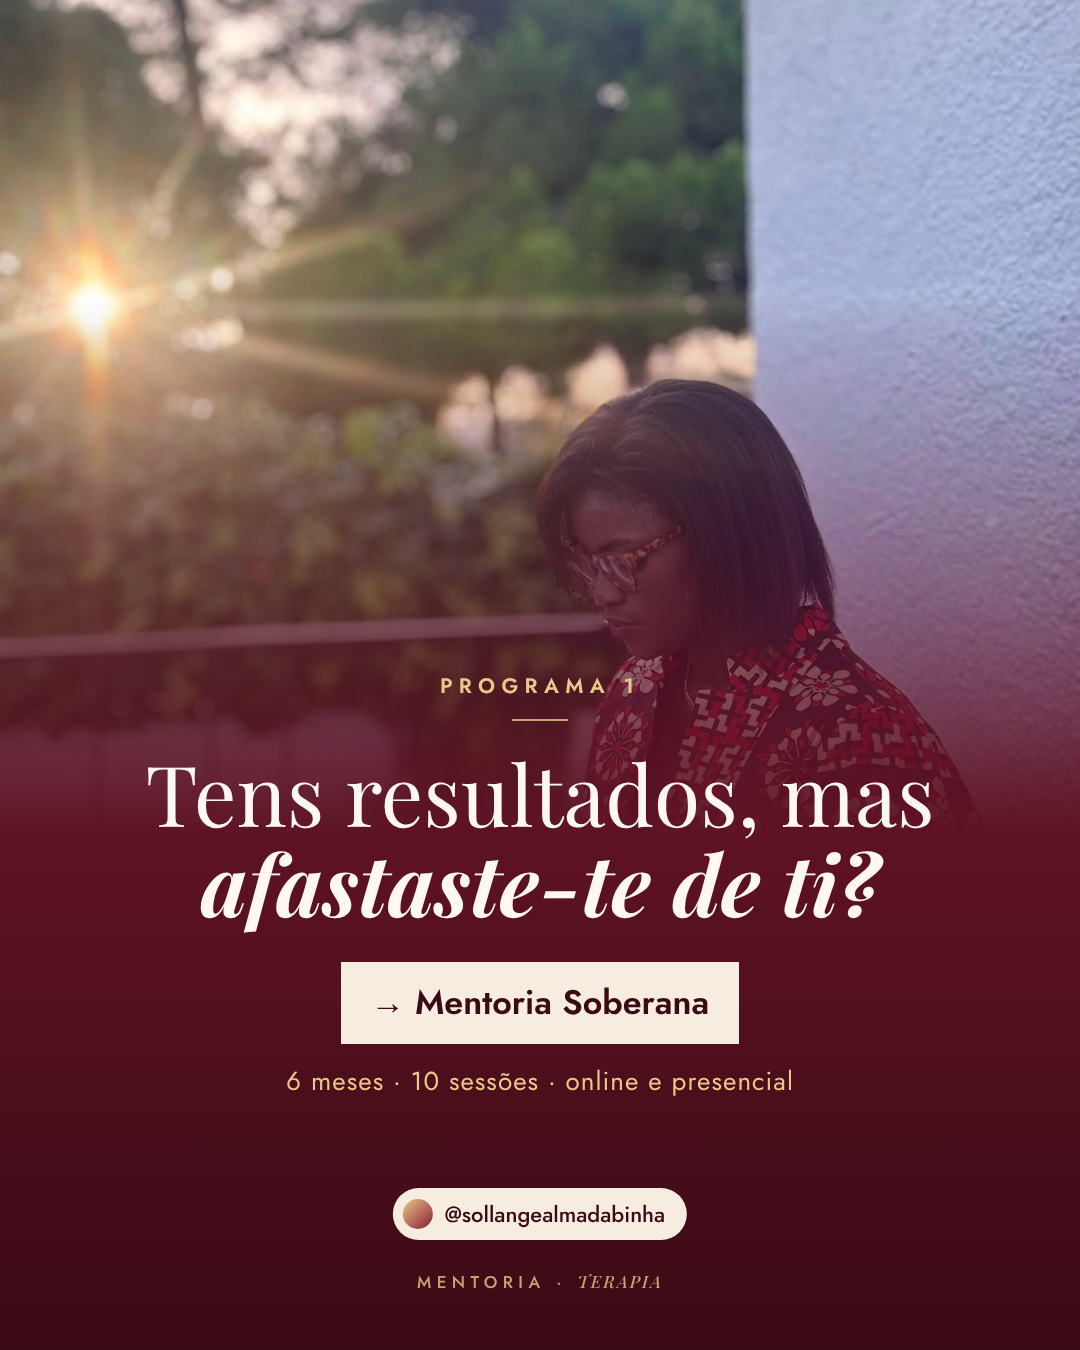 PROGRAMA 1
Tens resultados, mas
afastaste-te de ti?
→ Mentoria Soberana
6 meses · 10 sessões · online e presencial
@sollangealmadabinha
MENTORIA · TERAPIA